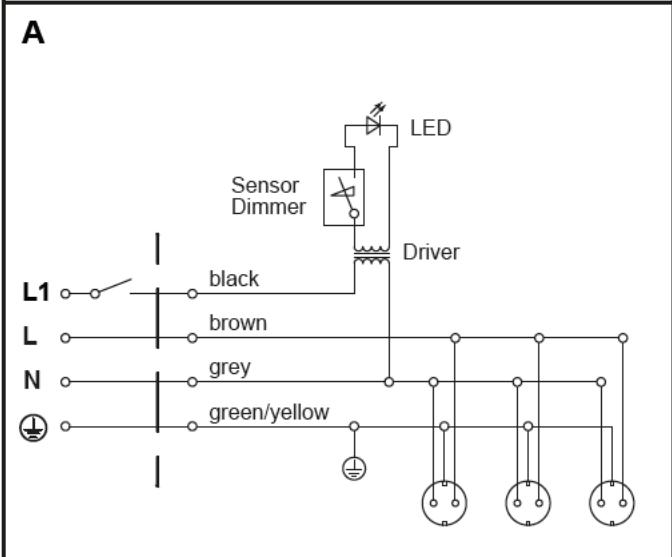 A
LED
Sensor
Dimmer
Driver
L1
black
L
brown
N
grey
green/yellow